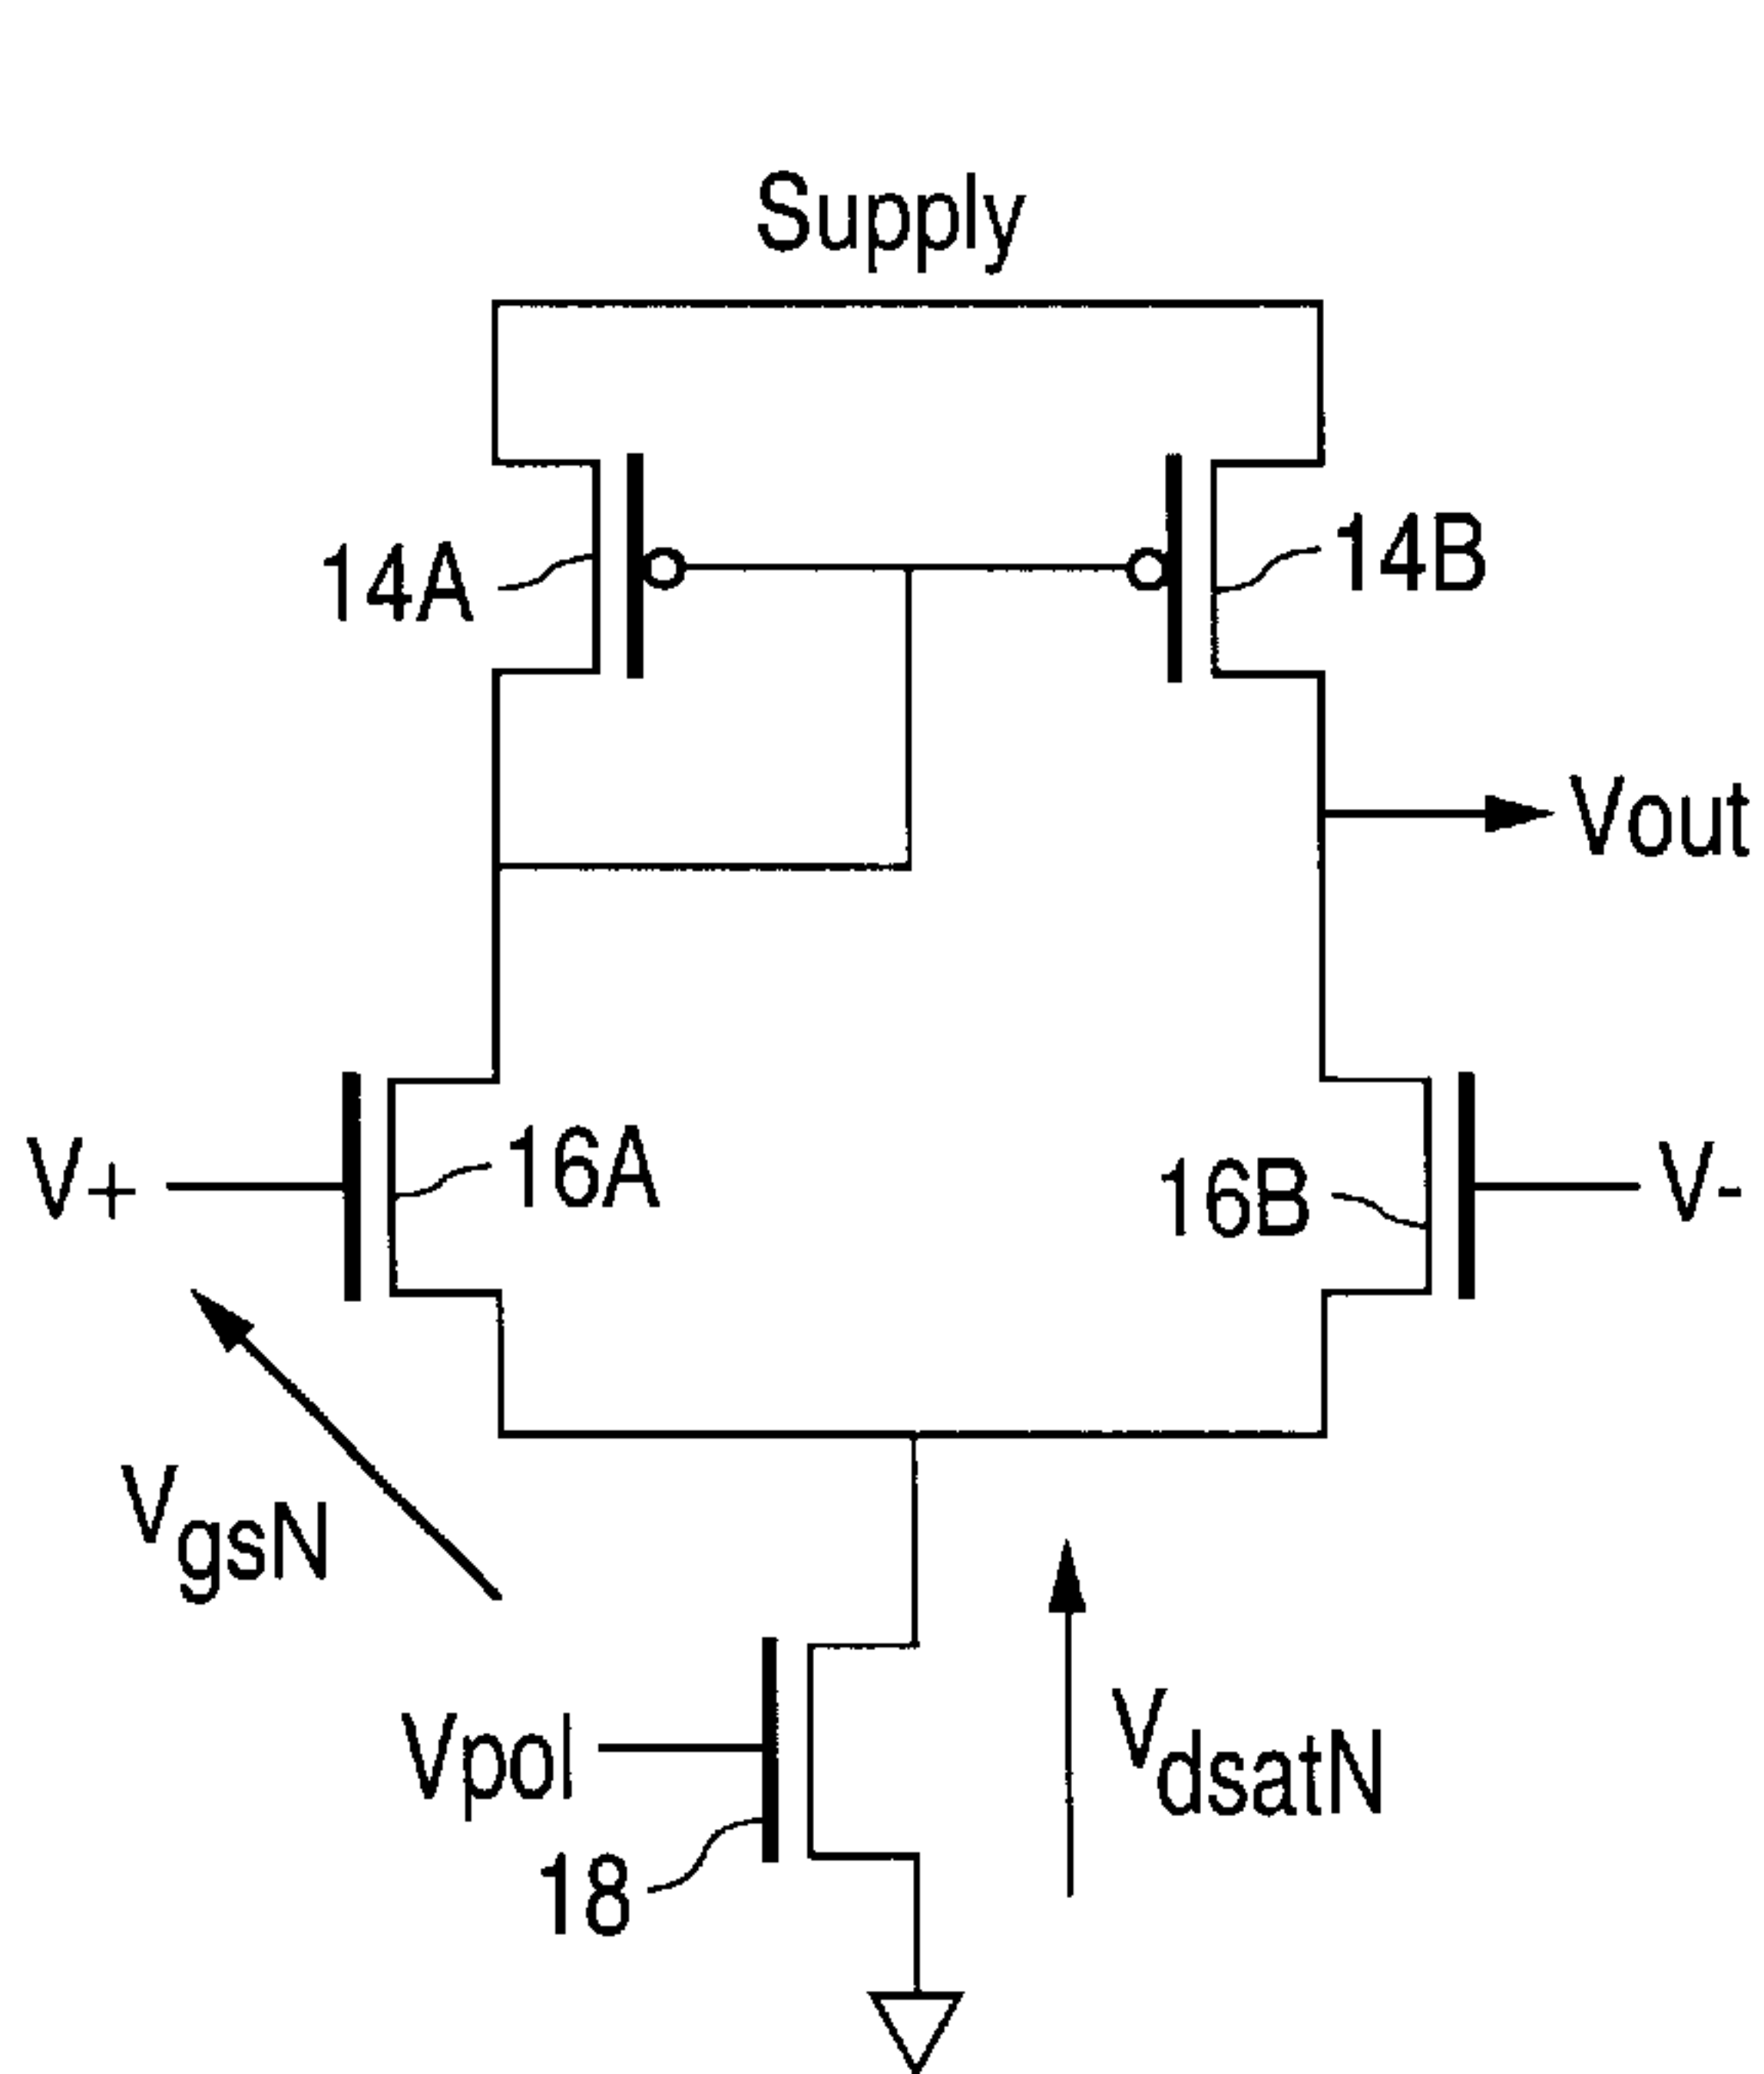 Supply
14A
14B
Vout
V+
16A
16B
V-
VgsN
Vpol
VdsatN
18